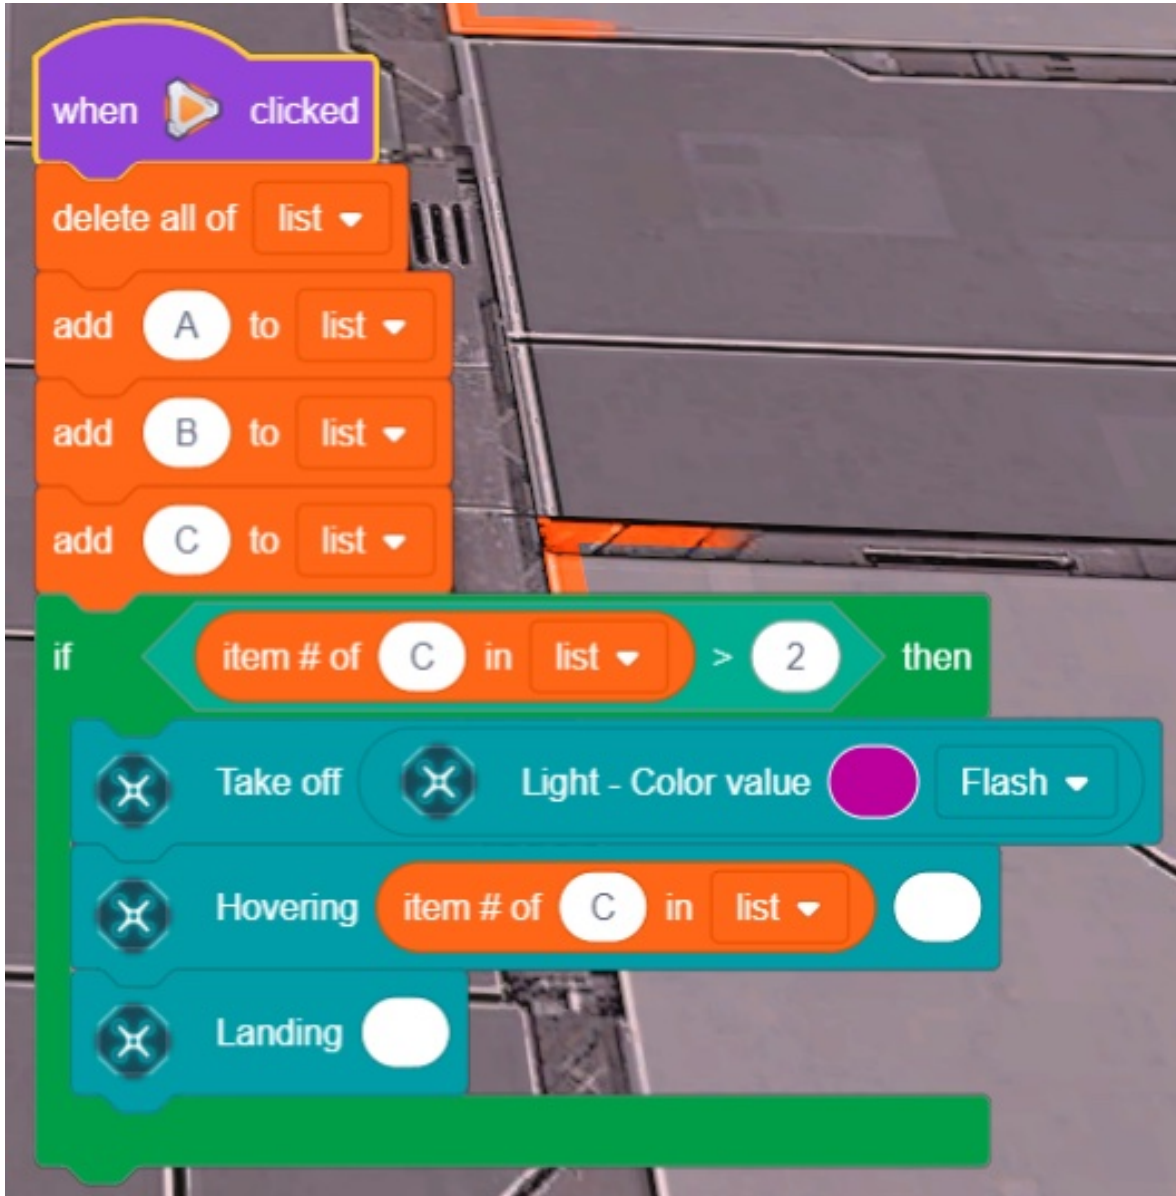 when clicked
delete all of list
add A to list
add B to list
add C to list
if item # of C in list > 2 then
Take off Light - Color value Flash
Hovering item # of C in list
Landing